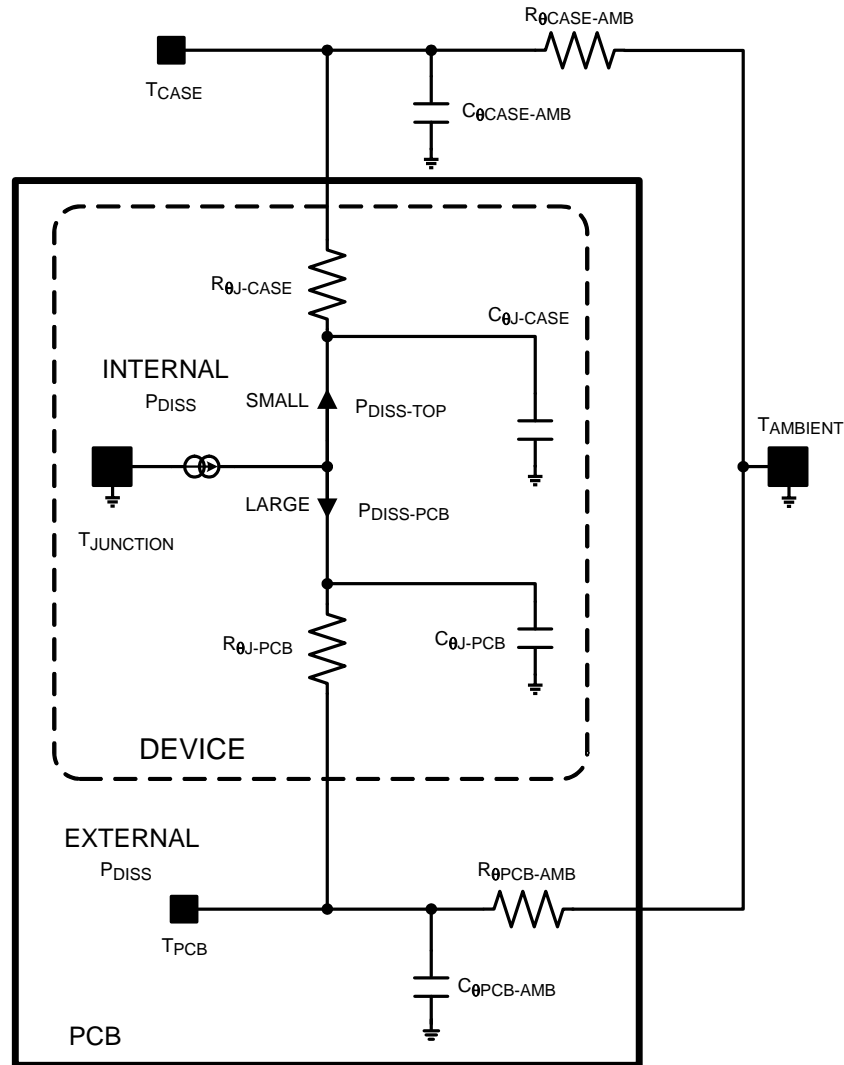 RθCASE-AMB
TCASE
CθCASE-AMB
RθJ-CASE
CθJ-CASE
INTERNAL
PDISS
SMALL
PDISS-TOP
TAMBIENT
LARGE
PDISS-PCB
TJUNCTION
RθJ-PCB
CθJ-PCB
DEVICE
EXTERNAL
PDISS
RθPCB-AMB
TPCB
CθPCB-AMB
PCB